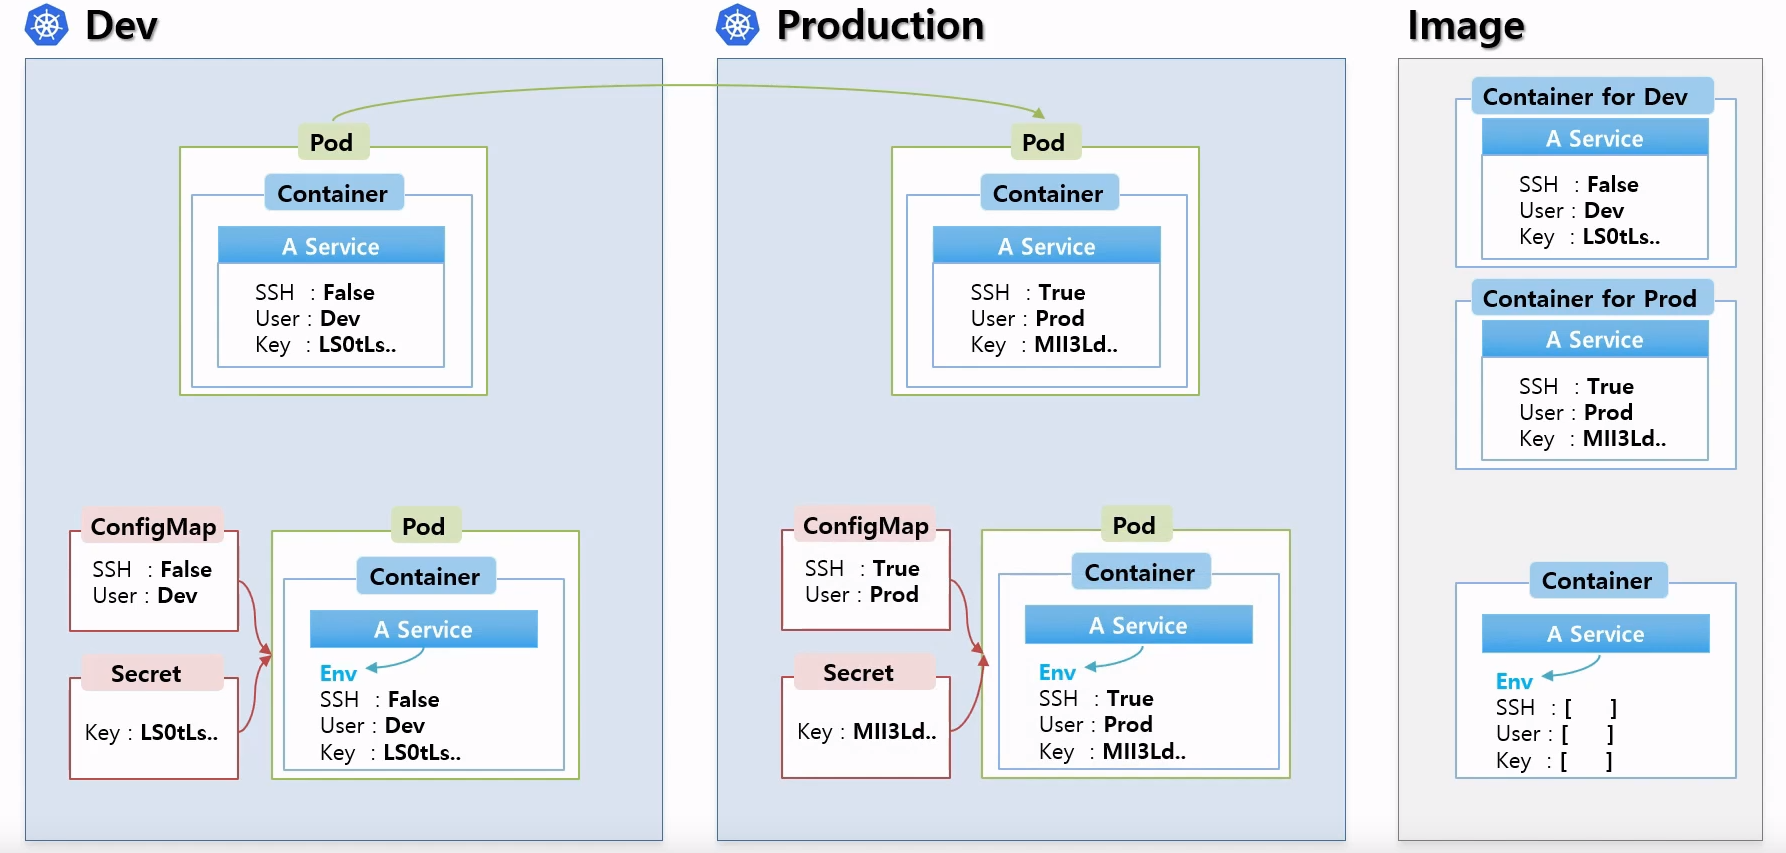 Dev
Pod
Container
A Service
SSH : False
User : Dev
Key : LS0tLs..
ConfigMap
SSH : False
User : Dev
Secret
Key : LS0tLs..
Pod
Container
A Service
Env
SSH : False
User : Dev
Key : LS0tLs..
Production
Pod
Container
A Service
SSH : True
User : Prod
Key : MII3Ld..
ConfigMap
SSH : True
User : Prod
Secret
Key : MII3Ld..
Pod
Container
A Service
Env
SSH : True
User : Prod
Key : MII3Ld..
Image
Container for Dev
A Service
SSH : False
User : Dev
Key : LS0tLs..
Container for Prod
A Service
SSH : True
User : Prod
Key : MII3Ld..
Container
A Service
Env
SSH : [ ]
User : [ ]
Key : [ ]